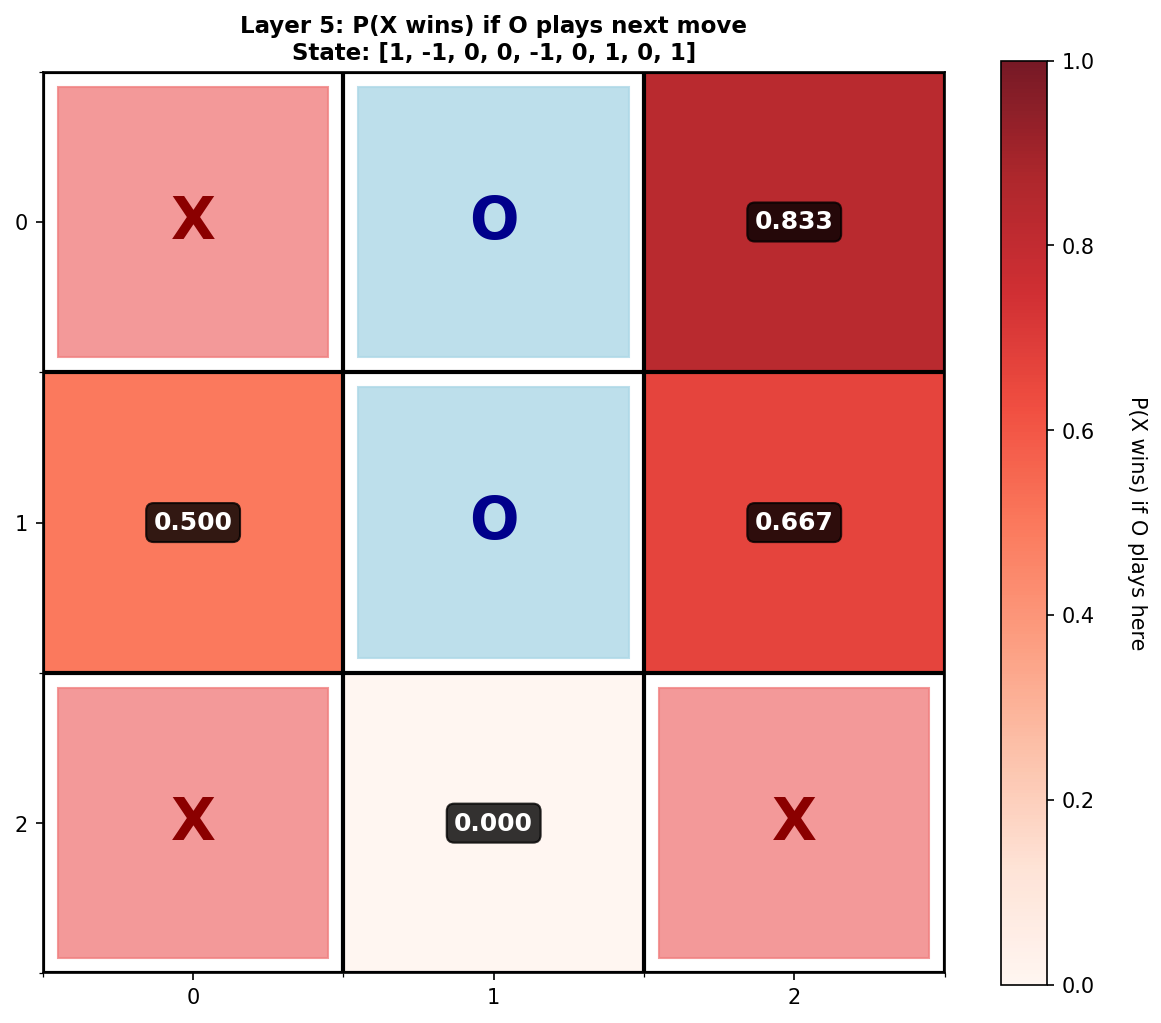 Layer 5: P(X wins) if O plays next move
State: [1, -1, 0, 0, -1, 0, 1, 0, 1]
X
O
0.833
0.500
O
0.667
X
0.000
X
0
1
2
0
1
2
1.0
0.8
0.6
0.4
0.2
0.0
P(X wins) if O plays here